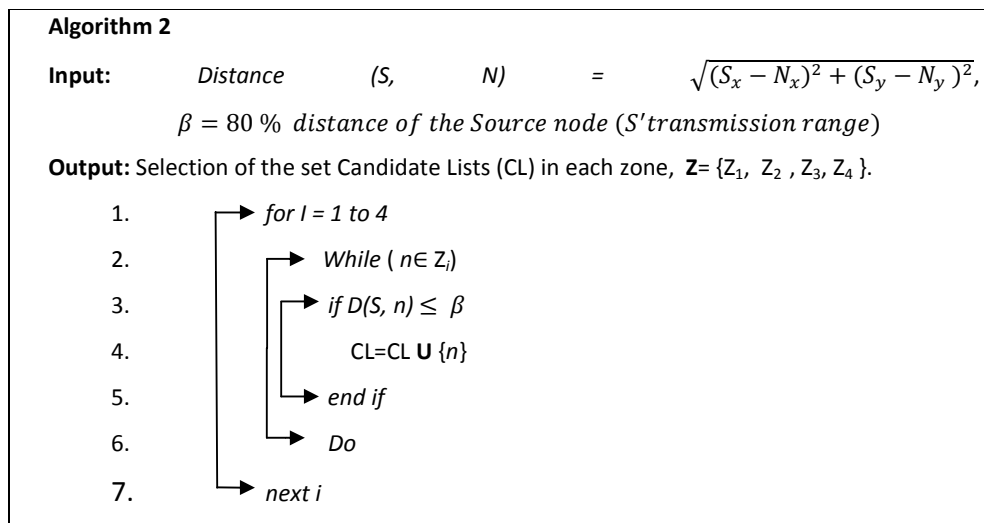 Algorithm 2
Input: Distance (S, N) = √(Sₓ − Nₓ)² + (S_y − N_y )²,
β = 80 % distance of the Source node (S′transmission range)
Output: Selection of the set Candidate Lists (CL) in each zone, Z= {Z₁, Z₂ , Z₃, Z₄ }.
1. for I = 1 to 4
2. While ( n∈ Zᵢ)
3. if D(S, n) ≤ β
4. CL=CL U {n}
5. end if
6. Do
7. next i